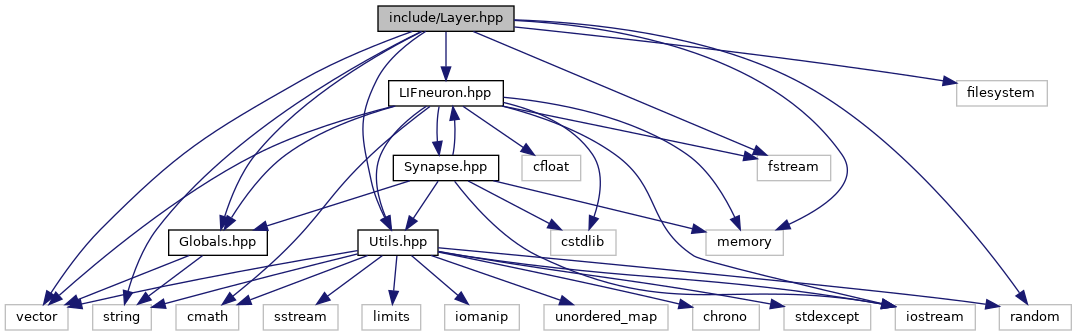 include/Layer.hpp
LIFneuron.hpp
filesystem
Synapse.hpp
cfloat
fstream
Globals.hpp
Utils.hpp
cstdlib
memory
vector
string
cmath
sstream
limits
iomanip
unordered_map
chrono
stdexcept
iostream
random